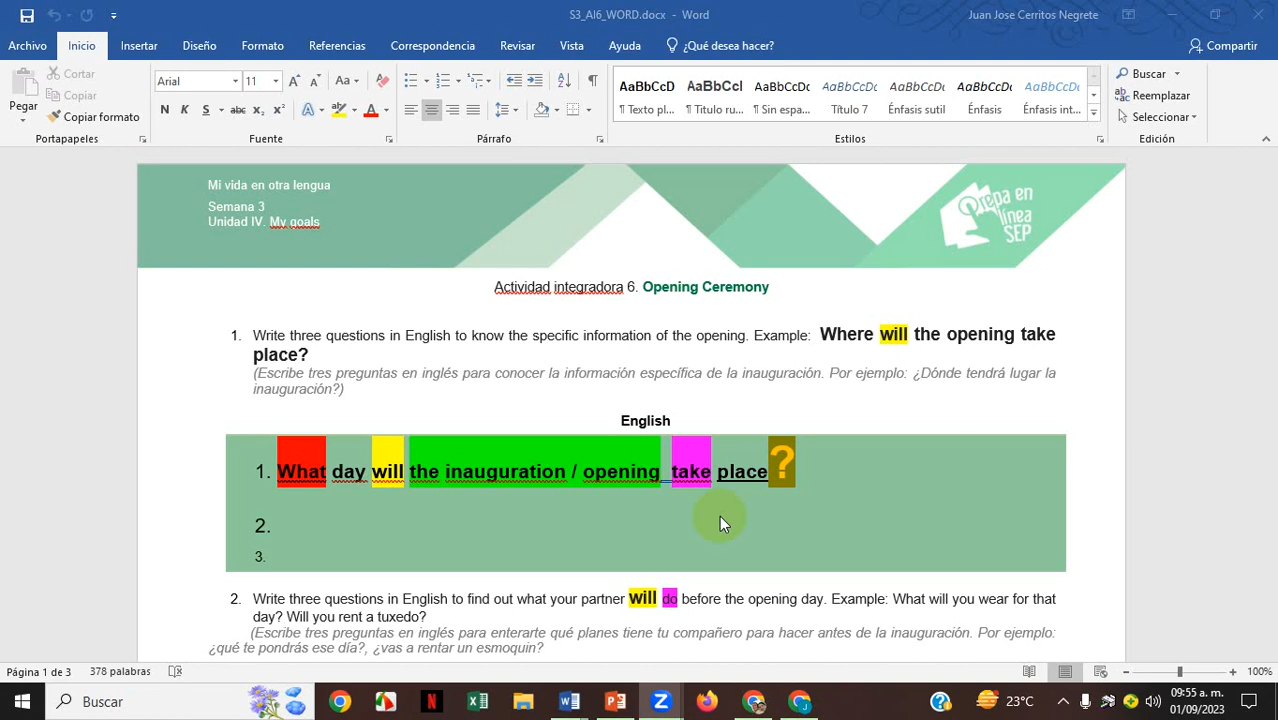 S3_AI6_WORD.docx - Word
Juan Jose Cerritos Negrete
Archivo Inicio Insertar Diseño Formato Referencias Correspondencia Revisar Vista Ayuda ¿Qué desea hacer? Compartir
Pegar
Cortar
Copiar
Copiar formato
Portapapeles
Arial 11 Aa
N K S abc x₂ x² A A
Fuente
Párrafo
AaBbCcD AaBbCcI AaBbCcDc AaBbCcDc AaBbCcDc AaBbCcDc AaBbCcDc
¶ Texto pl... ¶ Titulo ru... ¶ Sin espa... Título 7 Énfasis sutil Énfasis Énfasis int...
Estilos
Buscar
Reemplazar
Seleccionar
Edición
Mi vida en otra lengua
Semana 3
Unidad IV. My goals
Prepa en
línea
SEP
Actividad integradora 6. Opening Ceremony
1. Write three questions in English to know the specific information of the opening. Example: Where will the opening take
place?
(Escribe tres preguntas en inglés para conocer la información específica de la inauguración. Por ejemplo: ¿Dónde tendrá lugar la
inauguración?)
English
1. What day will the inauguration / opening take place?
2.
3.
2. Write three questions in English to find out what your partner will do before the opening day. Example: What will you wear for that
day? Will you rent a tuxedo?
(Escribe tres preguntas en inglés para enterarte qué planes tiene tu compañero para hacer antes de la inauguración. Por ejemplo:
¿qué te pondrás ese día?, ¿vas a rentar un esmoquin?
Página 1 de 3 378 palabras
100%
Buscar
23°C
09:55 a. m.
01/09/2023